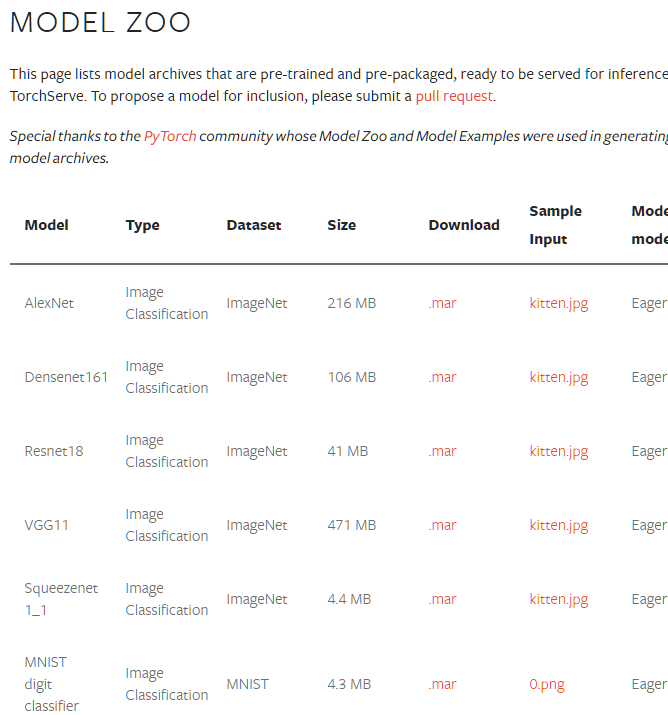 MODEL ZOO
This page lists model archives that are pre-trained and pre-packaged, ready to be served for inference
TorchServe. To propose a model for inclusion, please submit a pull request.
Special thanks to the PyTorch community whose Model Zoo and Model Examples were used in generating
model archives.
Model Type Dataset Size Download Sample Input Mode mode
AlexNet Image Classification ImageNet 216 MB .mar kitten.jpg Eager
Densenet161 Image Classification ImageNet 106 MB .mar kitten.jpg Eager
Resnet18 Image Classification ImageNet 41 MB .mar kitten.jpg Eager
VGG11 Image Classification ImageNet 471 MB .mar kitten.jpg Eager
Squeezenet 1_1 Image Classification ImageNet 4.4 MB .mar kitten.jpg Eager
MNIST digit classifier Image Classification MNIST 4.3 MB .mar 0.png Eager